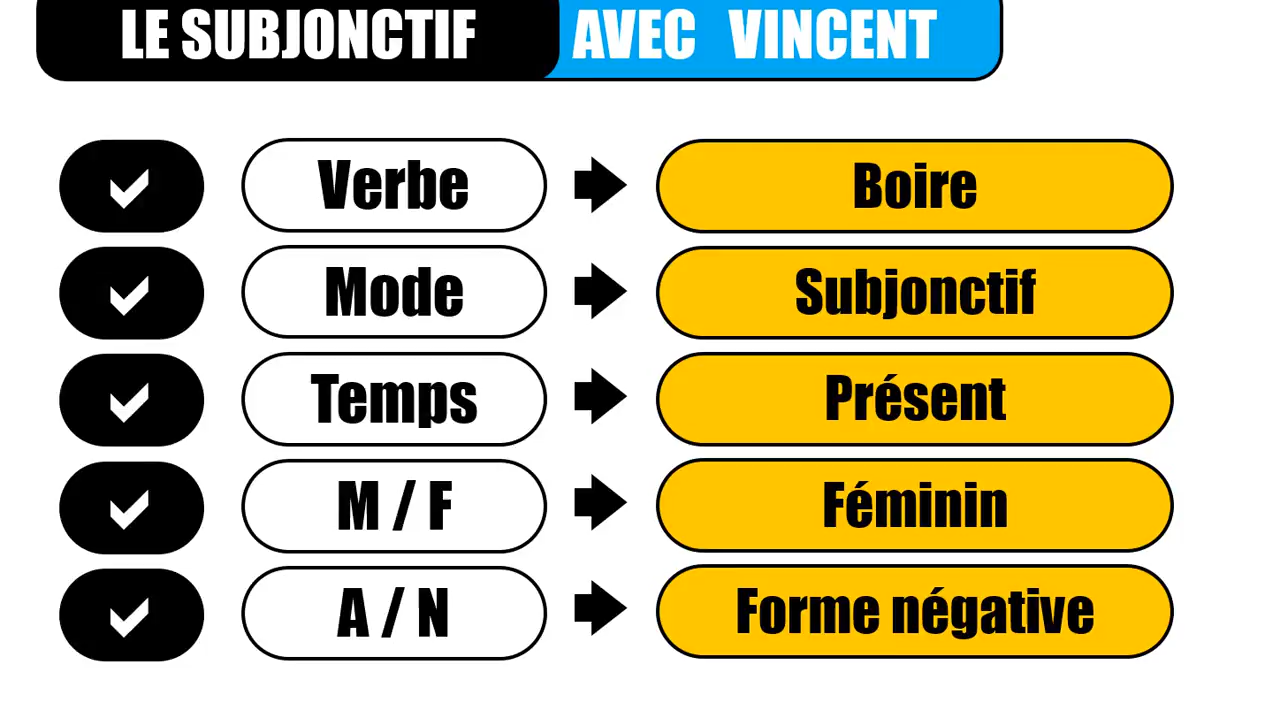 LE SUBJONCTIF AVEC VINCENT
Verbe Boire
Mode Subjonctif
Temps Présent
M / F Féminin
A / N Forme négative